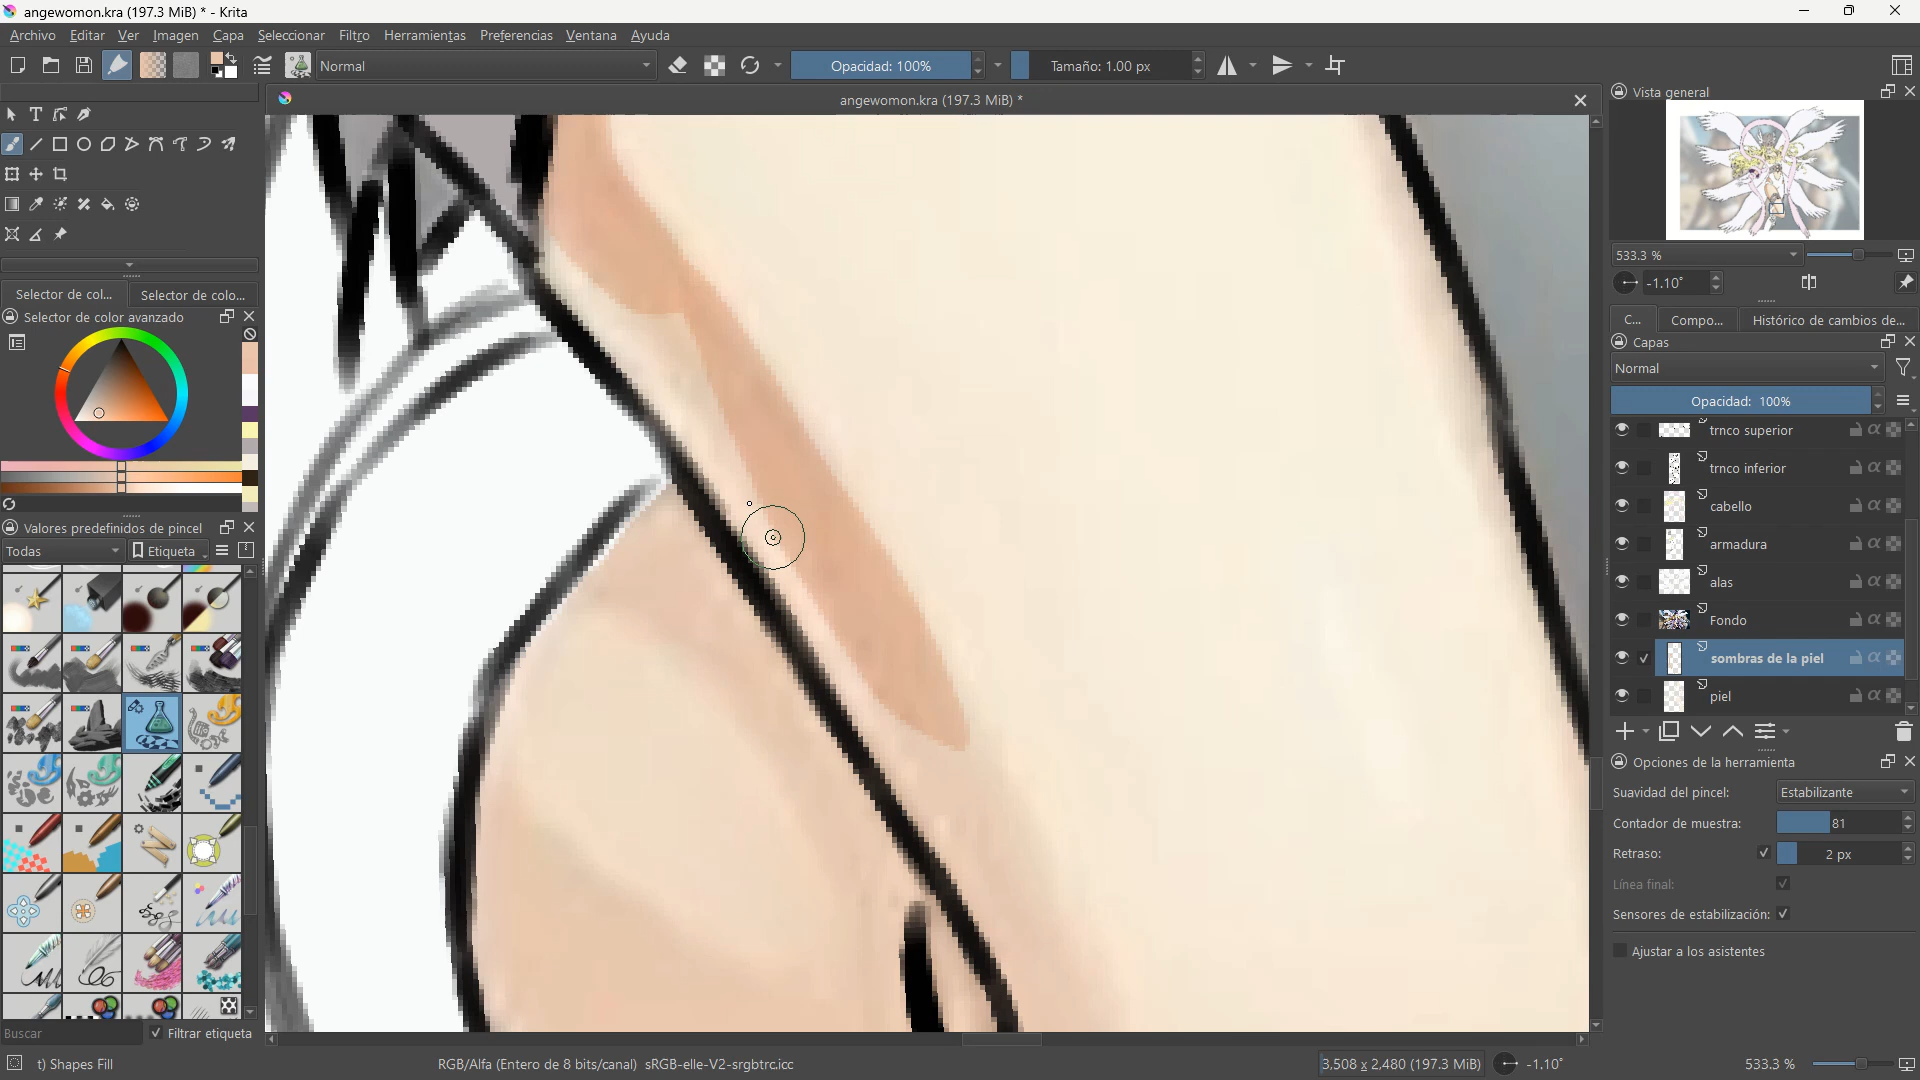 angewomon.kra (197.3 MiB) * - Krita
Archivo Editar Ver Imagen Capa Seleccionar Filtro Herramientas Preferencias Ventana Ayuda
Normal
Opacidad: 100%
Tamaño: 1.00 px
angewomon.kra (197.3 MiB) *
Vista general
533.3 %
-1.10°
Selector de col...
Selector de colo...
Selector de color avanzado
C...
Compo...
Histórico de cambios de...
Capas
Normal
Opacidad: 100%
trnco superior
trnco inferior
cabello
armadura
alas
Fondo
sombras de la piel
piel
Valores predefinidos de pincel
Todas
Etiqueta
Buscar
Filtrar etiqueta
Opciones de la herramienta
Suavidad del pincel:
Estabilizante
Contador de muestra:
81
Retraso:
2 px
Línea final:
Sensores de estabilización:
Ajustar a los asistentes
t) Shapes Fill
RGB/Alfa (Entero de 8 bits/canal) sRGB-elle-V2-srgbtrc.icc
3,508 x 2,480 (197.3 MiB)
-1.10°
533.3 %